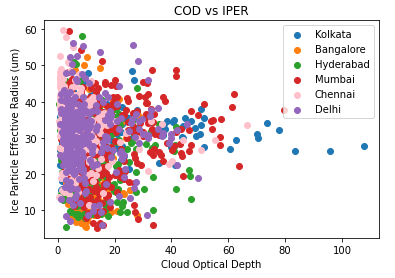 COD vs IPER
Kolkata
Bangalore
Hyderabad
Mumbai
Chennai
Delhi
Ice Particle Effective Radius (um)
60
50
40
30
20
10
0 20 40 60 80 100
Cloud Optical Depth